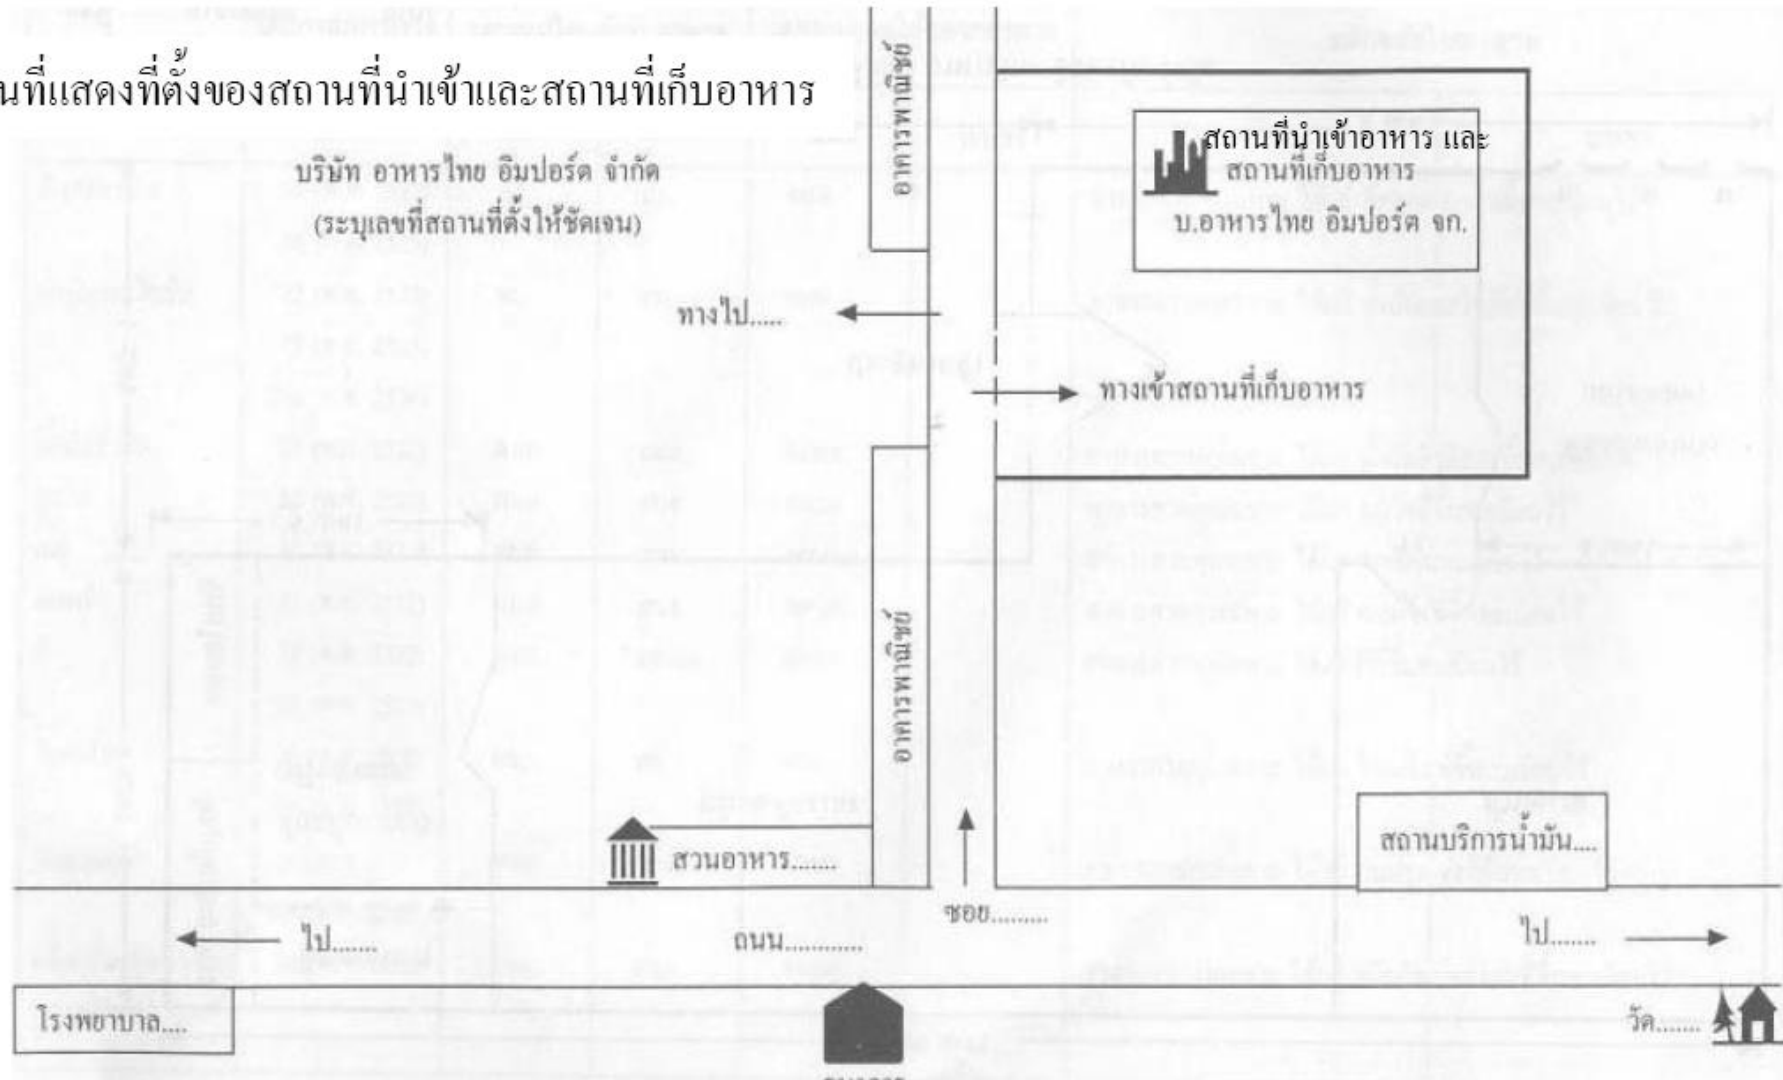 นที่แสดงที่ตั้งของสถานที่นำเข้าและสถานที่เก็บอาหาร
บริษัท อาหารไทย อิมปอร์ต จำกัด
(ระบุเลขที่สถานที่ตั้งให้ชัดเจน)
อาคารพาณิชย์
สถานที่นำเข้าอาหาร และ
สถานที่เก็บอาหาร
บ.อาหารไทย อิมปอร์ต จก.
ทางไป.....
ทางเข้าสถานที่เก็บอาหาร
อาคารพาณิชย์
สวนอาหาร.......
สถานบริการน้ำมัน....
ซอย.........
ไป.......
ถนน............
ไป.......
โรงพยาบาล....
วัด.......